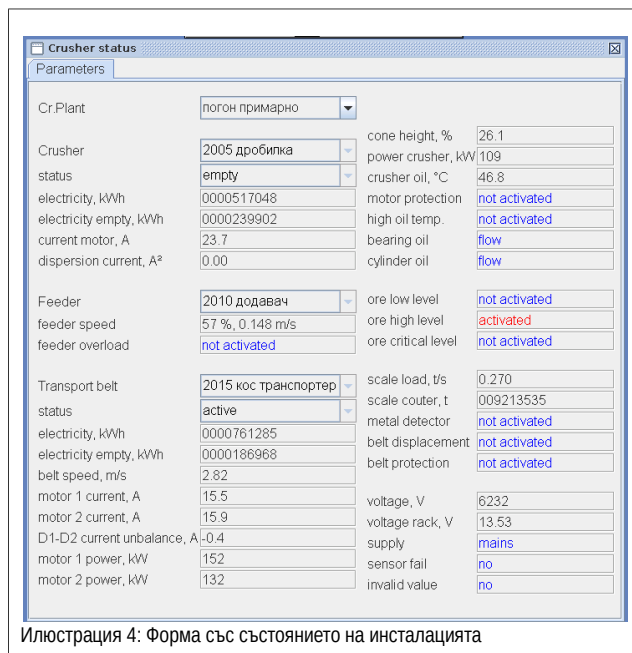 Crusher status
Parameters
Cr.Plant погон примарно
Crusher 2005 дробилка
status empty
electricity, kWh 0000517048
electricity empty, kWh 0000239902
current motor, A 23.7
dispersion current, A² 0.00
cone height, % 26.1
power crusher, kW 109
crusher oil, °C 46.8
motor protection not activated
high oil temp. not activated
bearing oil flow
cylinder oil flow
Feeder 2010 додавач
feeder speed 57 %, 0.148 m/s
feeder overload not activated
ore low level not activated
ore high level activated
ore critical level not activated
Transport belt 2015 кос транспортер
status active
electricity, kWh 0000761285
electricity empty, kWh 0000186968
belt speed, m/s 2.82
motor 1 current, A 15.5
motor 2 current, A 15.9
D1-D2 current unbalance, A -0.4
motor 1 power, kW 152
motor 2 power, kW 132
scale load, t/s 0.270
scale couter, t 009213535
metal detector not activated
belt displacement not activated
belt protection not activated
voltage, V 6232
voltage rack, V 13.53
supply mains
sensor fail no
invalid value no
Илюстрация 4: Форма със състоянието на инсталацията